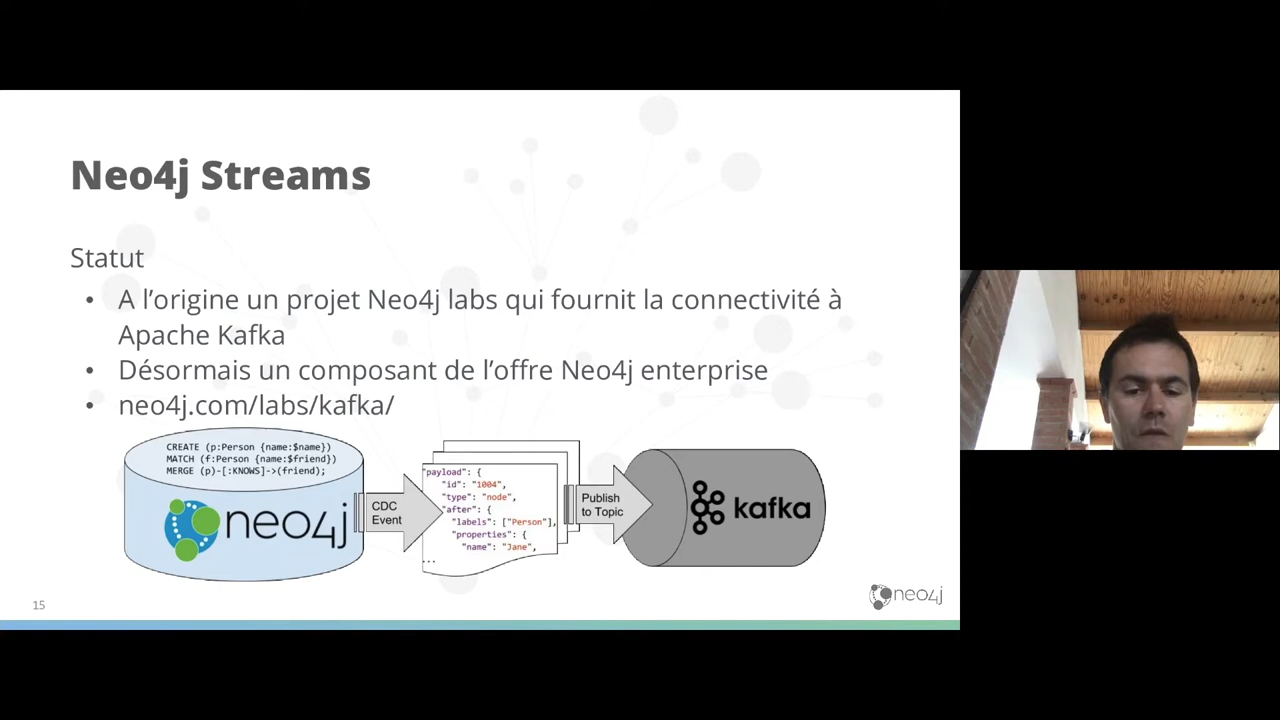 Neo4j Streams
Statut
• A l’origine un projet Neo4j labs qui fournit la connectivité à
Apache Kafka
• Désormais un composant de l’offre Neo4j enterprise
• neo4j.com/labs/kafka/
CREATE (p:Person {name:$name})
MATCH (f:Person {name:$friend})
MERGE (p)-[:KNOWS]->(friend);
neo4j
CDC
Event
"payload": {
"id": "1004",
"type": "node",
"after": {
"labels": ["Person"],
"properties": {
"name": "Jane",
...
Publish
to Topic
kafka
15
neo4j